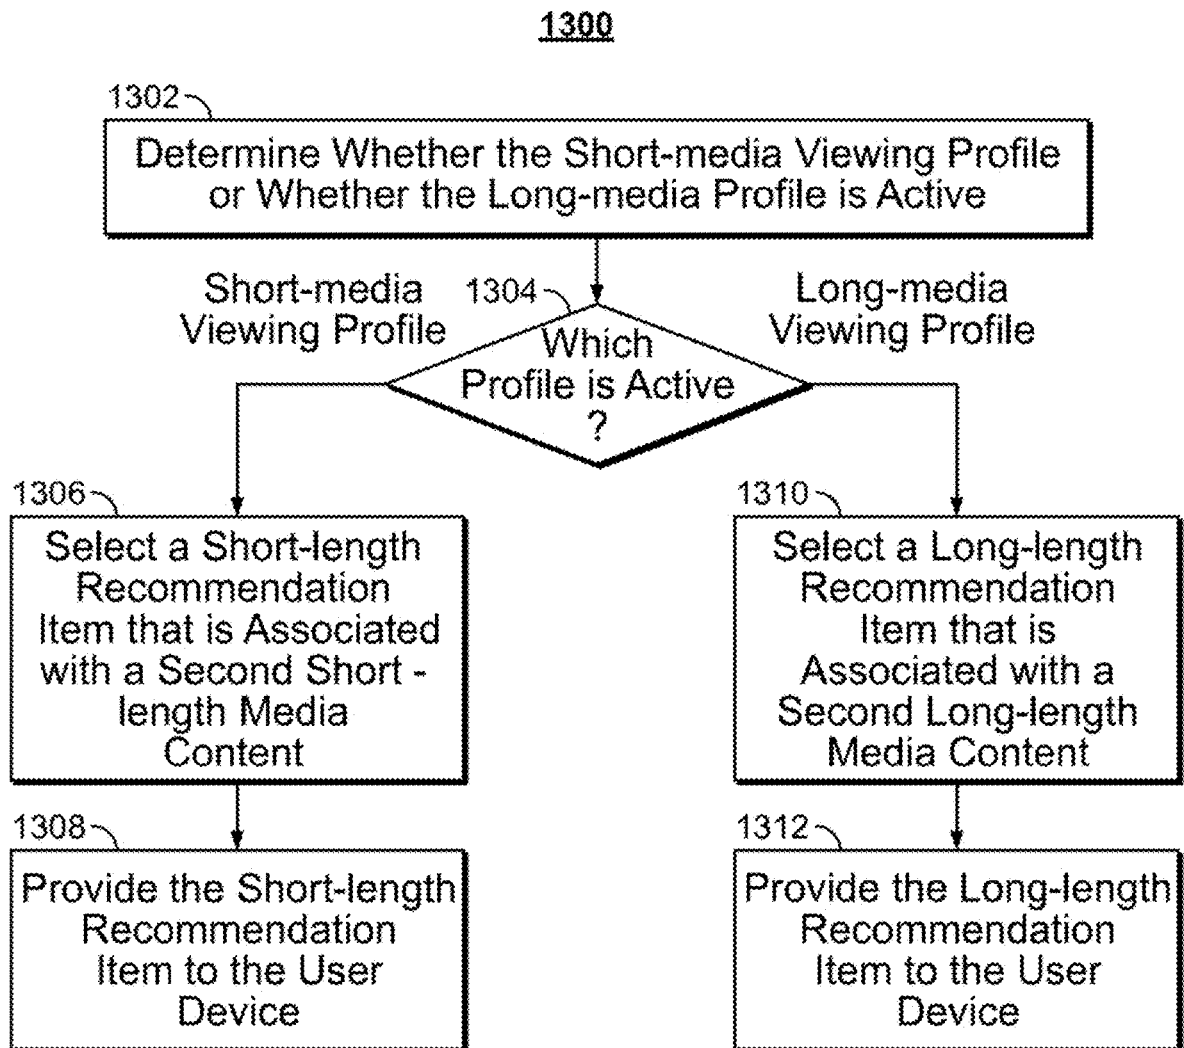 1300
1302
Determine Whether the Short-media Viewing Profile
or Whether the Long-media Profile is Active
Short-media
Viewing Profile
1304
Long-media
Viewing Profile
Which
Profile is Active
?
1306
Select a Short-length
Recommendation
Item that is Associated
with a Second Short -
length Media
Content
1310
Select a Long-length
Recommendation
Item that is
Associated with a
Second Long-length
Media Content
1308
Provide the Short-length
Recommendation
Item to the User
Device
1312
Provide the Long-length
Recommendation
Item to the User
Device